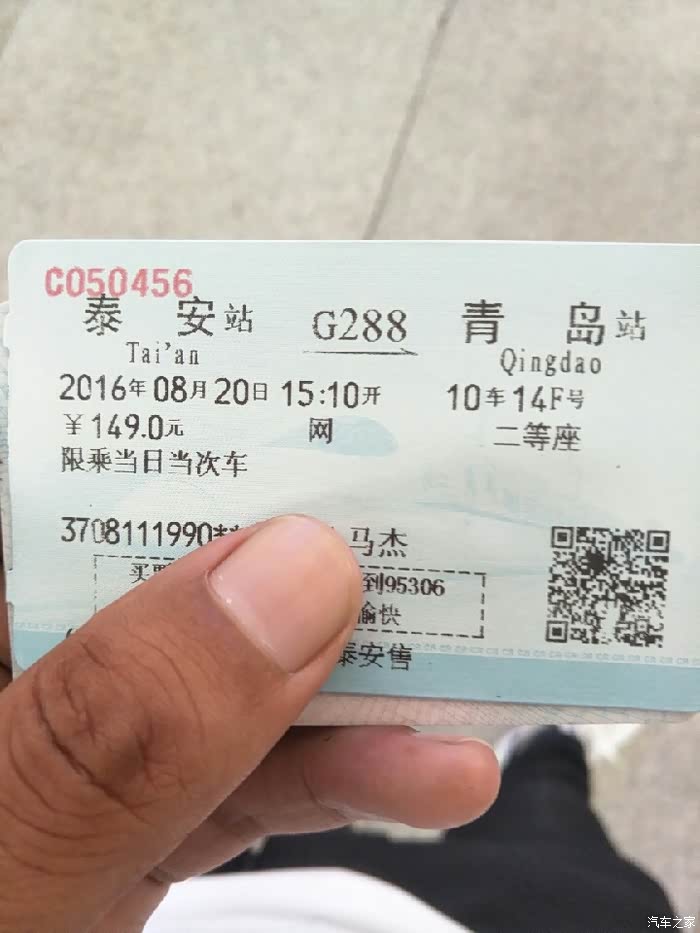 C050456
泰安站 G288 青岛站
Tai'an Qingdao
2016年08月20日 15:10开 10车14F号
￥149.0元 网 二等座
限乘当日当次车
3708111990** 马杰
买 到95306
愉快
泰安售
汽车之家